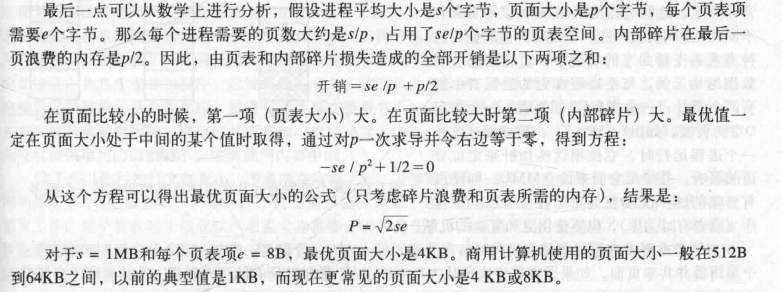 最后一点可以从数学上进行分析，假设进程平均大小是s个字节，页面大小是p个字节，每个页表项
需要e个字节。那么每个进程需要的页数大约是s/p，占用了se/p个字节的页表空间。内部碎片在最后一
页浪费的内存是p/2。因此，由页表和内部碎片损失造成的全部开销是以下两项之和：
开销＝se /p ＋p/2
在页面比较小的时候，第一项（页表大小）大。在页面比较大时第二项（内部碎片）大。最优值一
定在页面大小处于中间的某个值时取得，通过对p一次求导并令右边等于零，得到方程：
−se / p²＋1/2 ＝ 0
从这个方程可以得出最优页面大小的公式（只考虑碎片浪费和页表所需的内存），结果是：
P＝√2se
对于s = 1MB和每个页表项e = 8B，最优页面大小是4KB。商用计算机使用的页面大小一般在512B
到64KB之间，以前的典型值是1KB，而现在更常见的页面大小是4 KB或8KB。